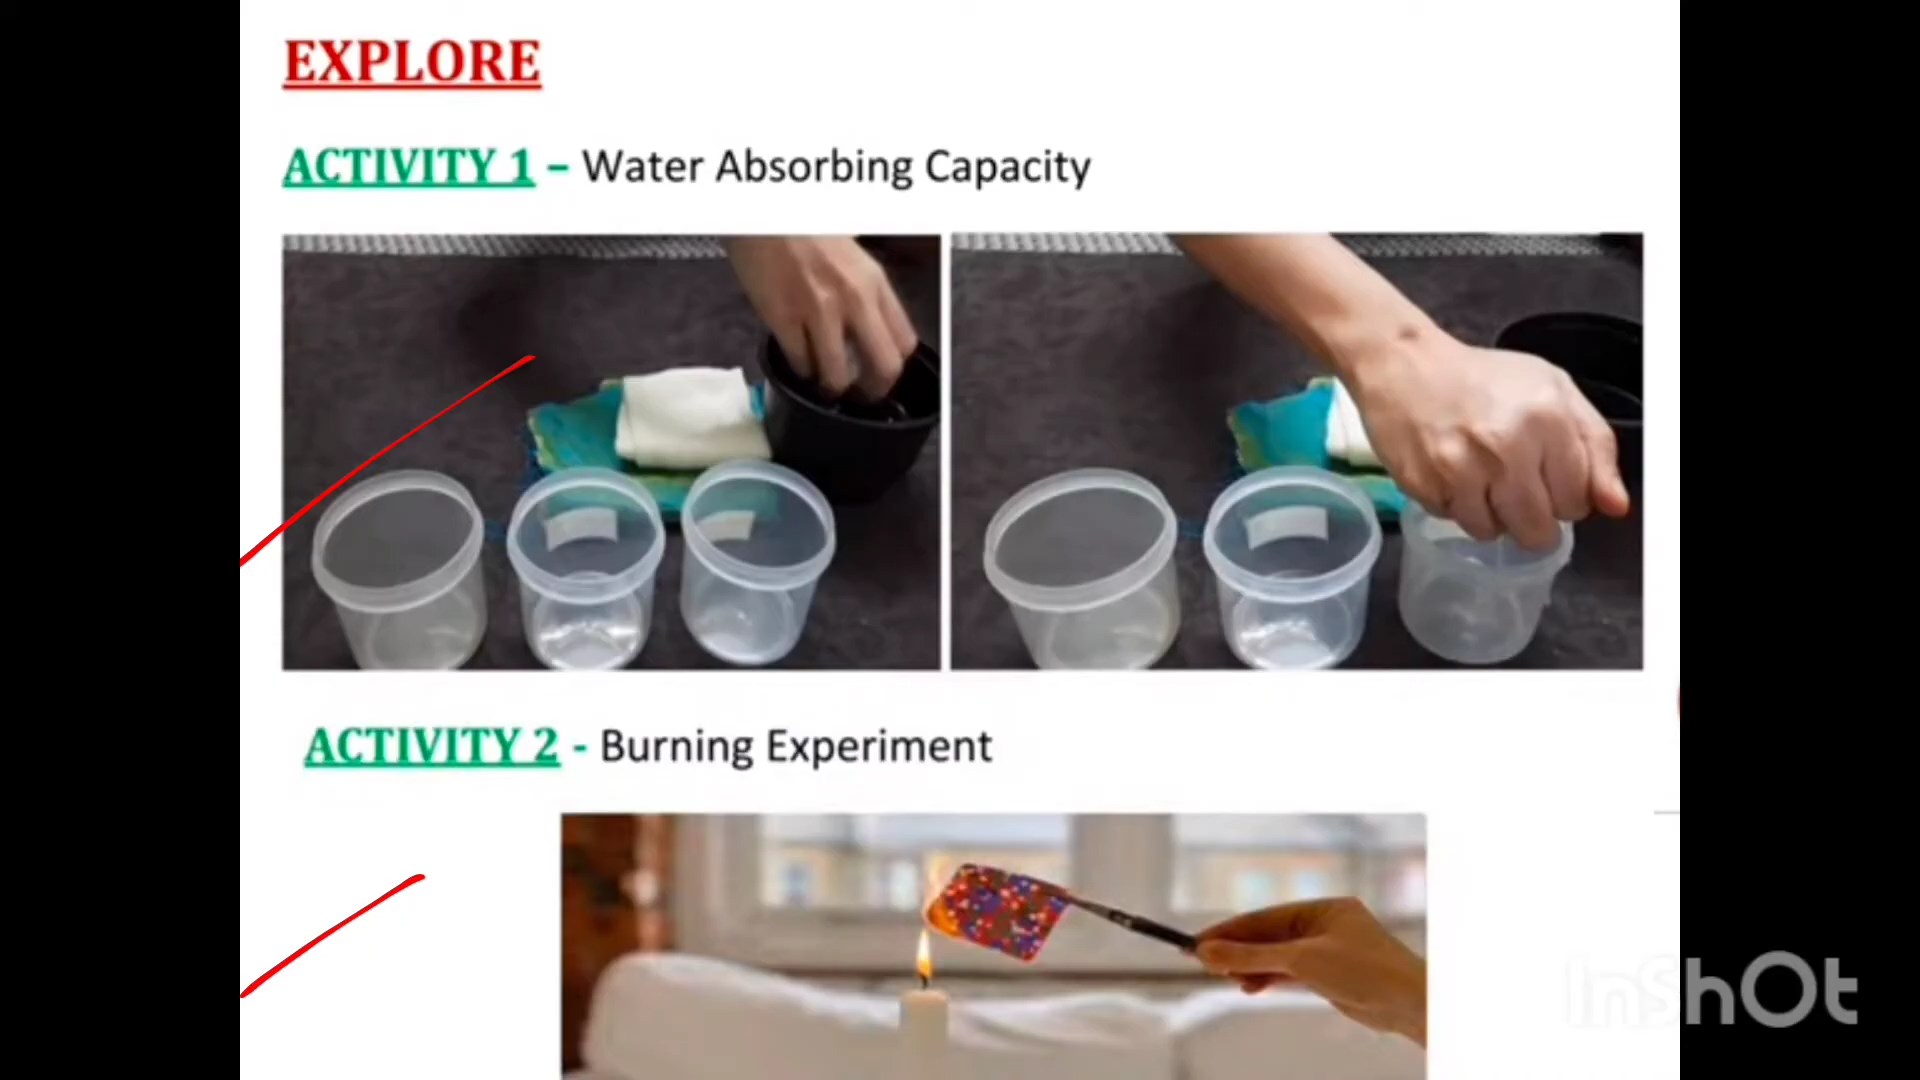 EXPLORE
ACTIVITY 1 – Water Absorbing Capacity
ACTIVITY 2 - Burning Experiment
InShOt